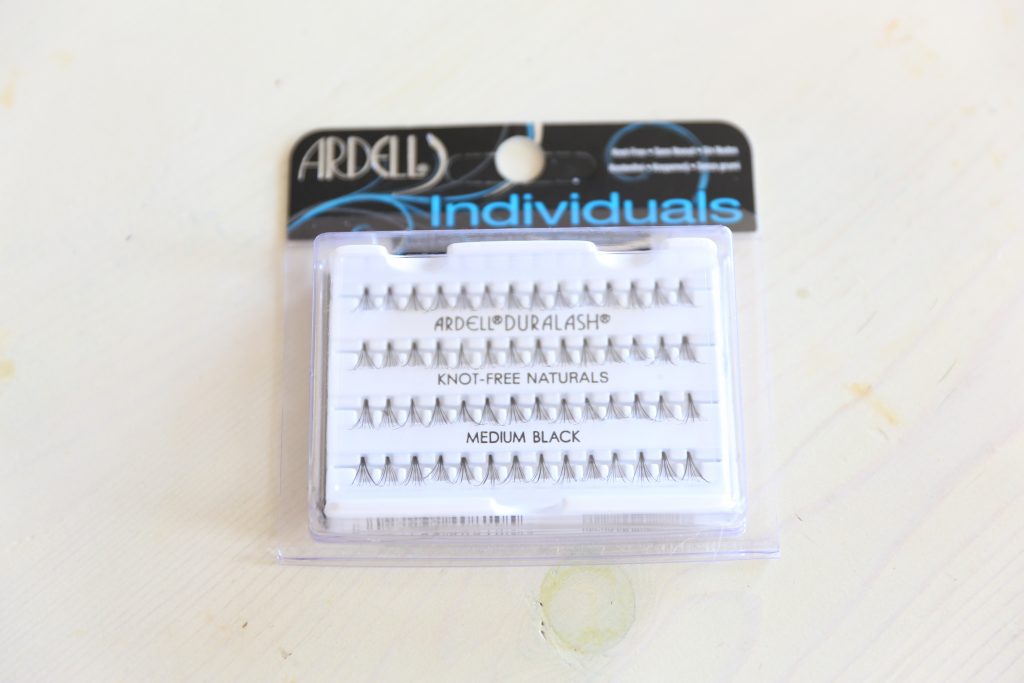 ARDELL®
Individuals
ARDELL® DURALASH®
KNOT-FREE NATURALS
MEDIUM BLACK